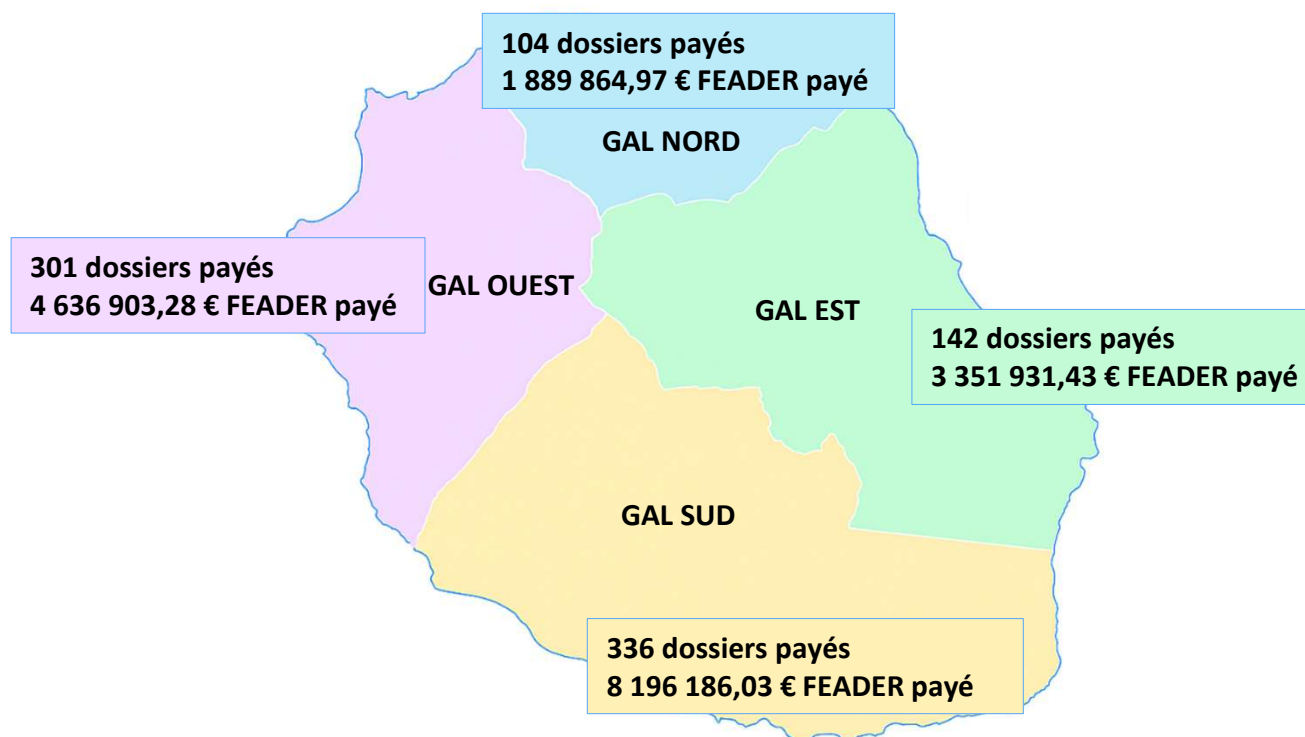 104 dossiers payés
1 889 864,97 € FEADER payé
GAL NORD
301 dossiers payés
4 636 903,28 € FEADER payé
GAL OUEST
GAL EST
142 dossiers payés
3 351 931,43 € FEADER payé
GAL SUD
336 dossiers payés
8 196 186,03 € FEADER payé